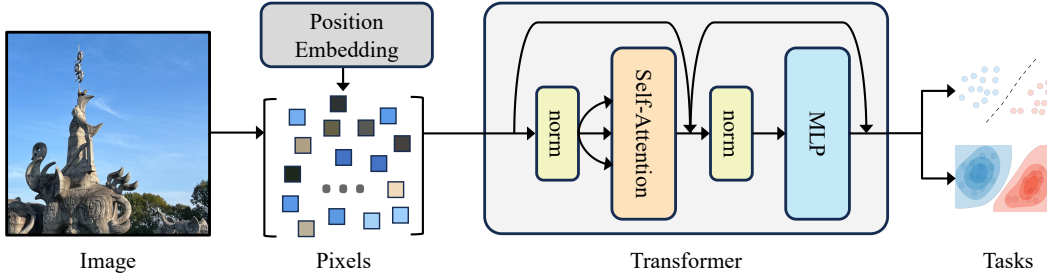 Position
Embedding
norm
Self-Attention
norm
MLP
Image
Pixels
Transformer
Tasks